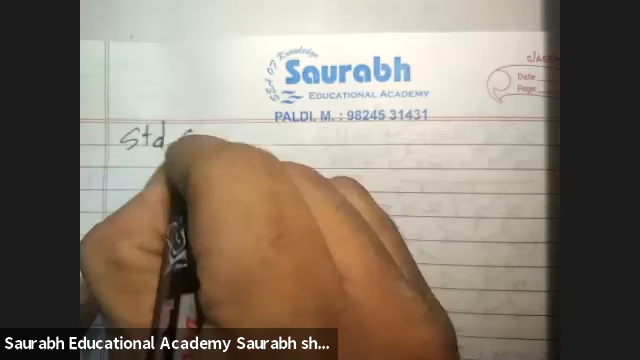 SEA OF Knowledge
Saurabh
EDUCATIONAL ACADEMY
PALDI, M. : 98245 31431
Date
Page
Std
Saurabh Educational Academy Saurabh sh...